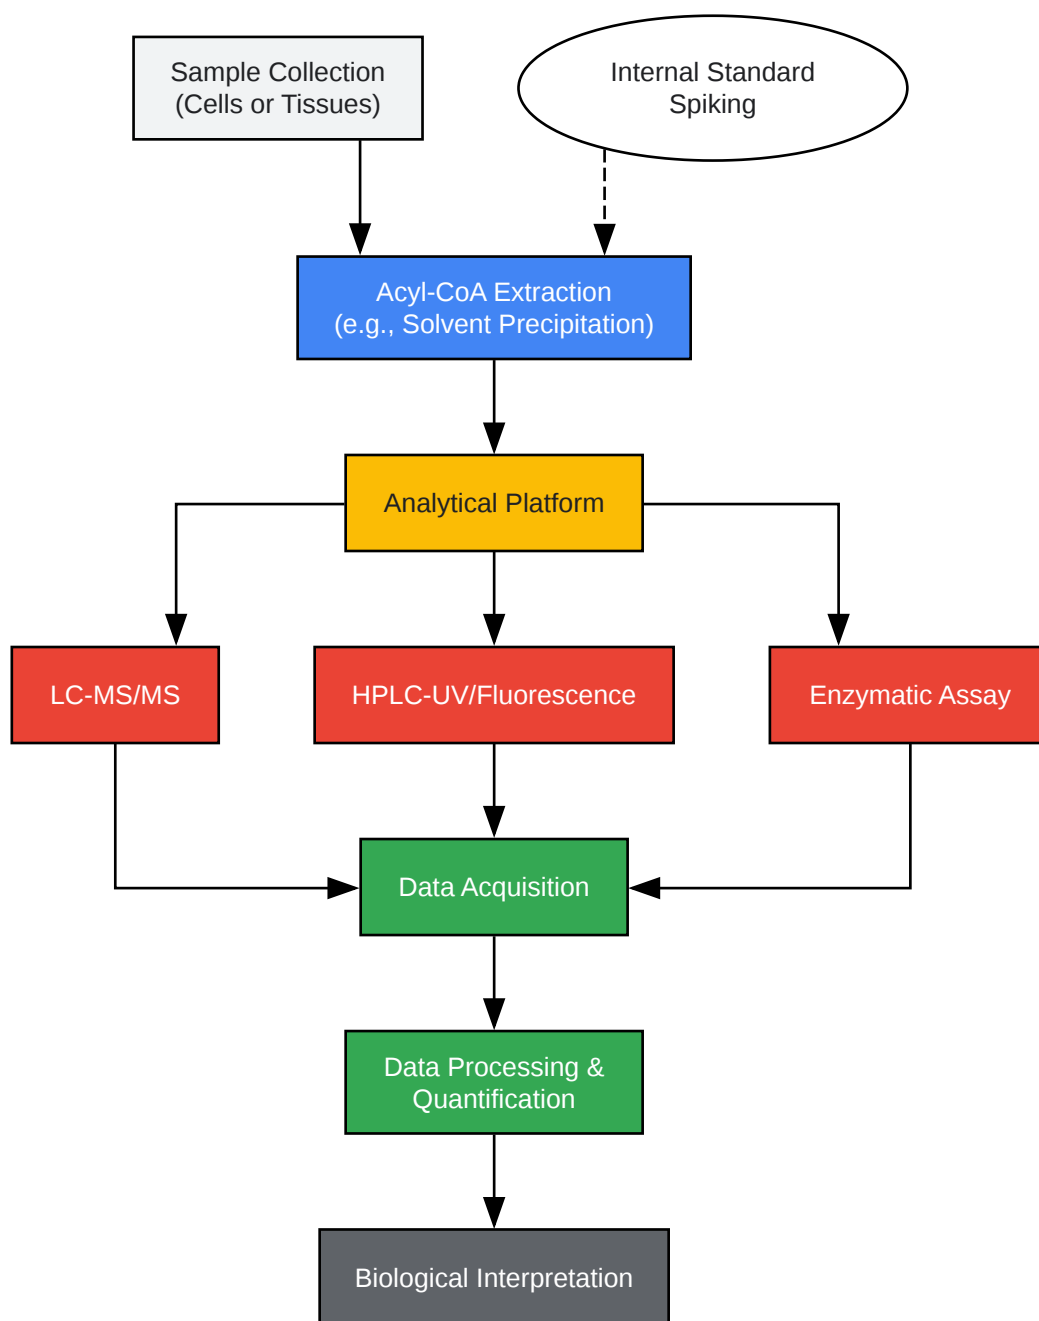 Sample Collection
(Cells or Tissues)
Internal Standard
Spiking
Acyl-CoA Extraction
(e.g., Solvent Precipitation)
Analytical Platform
LC-MS/MS
HPLC-UV/Fluorescence
Enzymatic Assay
Data Acquisition
Data Processing &
Quantification
Biological Interpretation